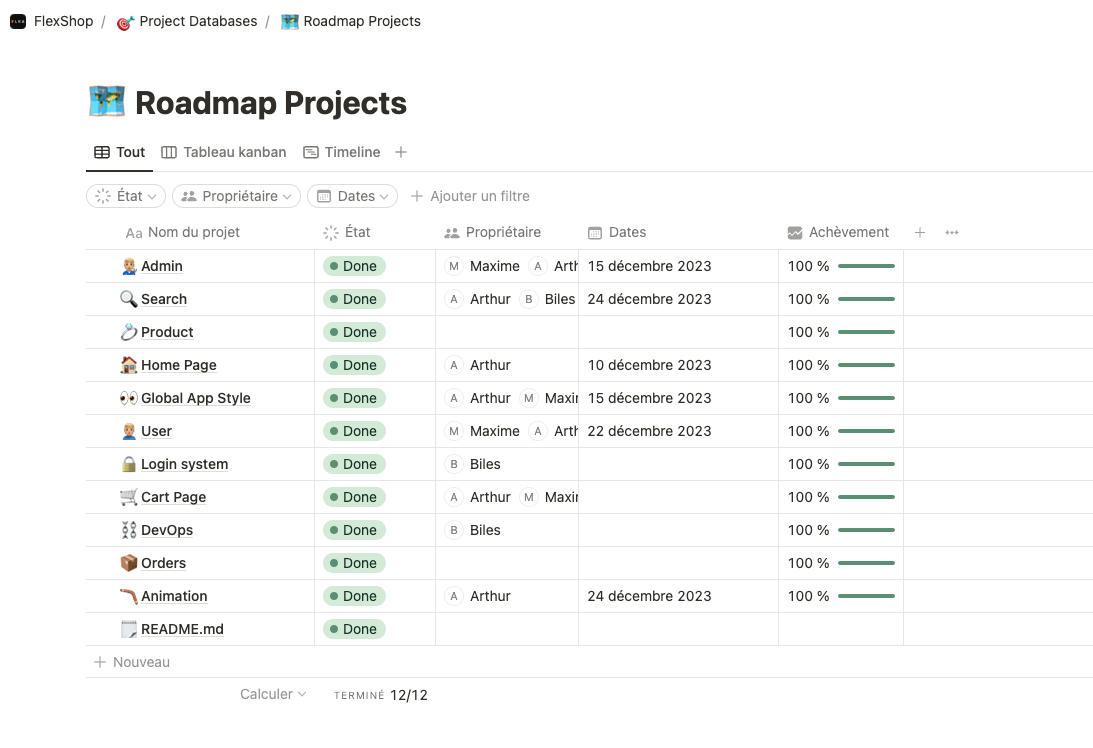 FlexShop / Project Databases / Roadmap Projects
Roadmap Projects
Tout Tableau kanban Timeline +
État Propriétaire Dates + Ajouter un filtre
Aa Nom du projet État Propriétaire Dates Achèvement + •••
Admin Done M Maxime A Arth 15 décembre 2023 100 %
Search Done A Arthur B Biles 24 décembre 2023 100 %
Product Done 100 %
Home Page Done A Arthur 10 décembre 2023 100 %
Global App Style Done A Arthur M Maxin 15 décembre 2023 100 %
User Done M Maxime A Arth 22 décembre 2023 100 %
Login system Done B Biles 100 %
Cart Page Done A Arthur M Maxin 100 %
DevOps Done B Biles 100 %
Orders Done 100 %
Animation Done A Arthur 24 décembre 2023 100 %
README.md Done
+ Nouveau
Calculer TERMINÉ 12/12